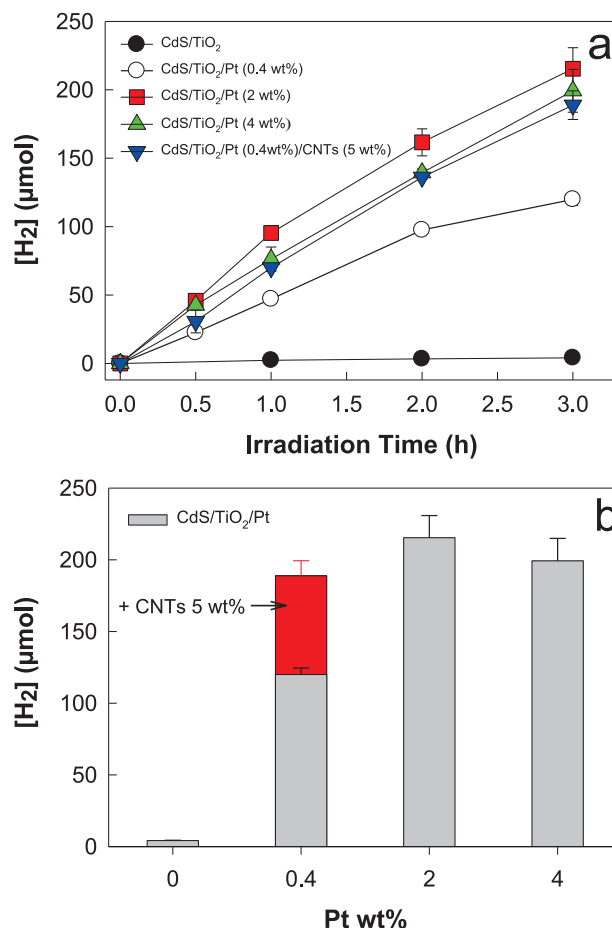 a
CdS/TiO₂
CdS/TiO₂/Pt (0.4 wt%)
CdS/TiO₂/Pt (2 wt%)
CdS/TiO₂/Pt (4 wt%)
CdS/TiO₂/Pt (0.4wt%)/CNTs (5 wt%)
250
200
150
100
50
0
[H₂] (μmol)
0.0 0.5 1.0 1.5 2.0 2.5 3.0
Irradiation Time (h)
b
CdS/TiO₂/Pt
+ CNTs 5 wt%
250
200
150
100
50
0
[H₂] (μmol)
0 0.4 2 4
Pt wt%